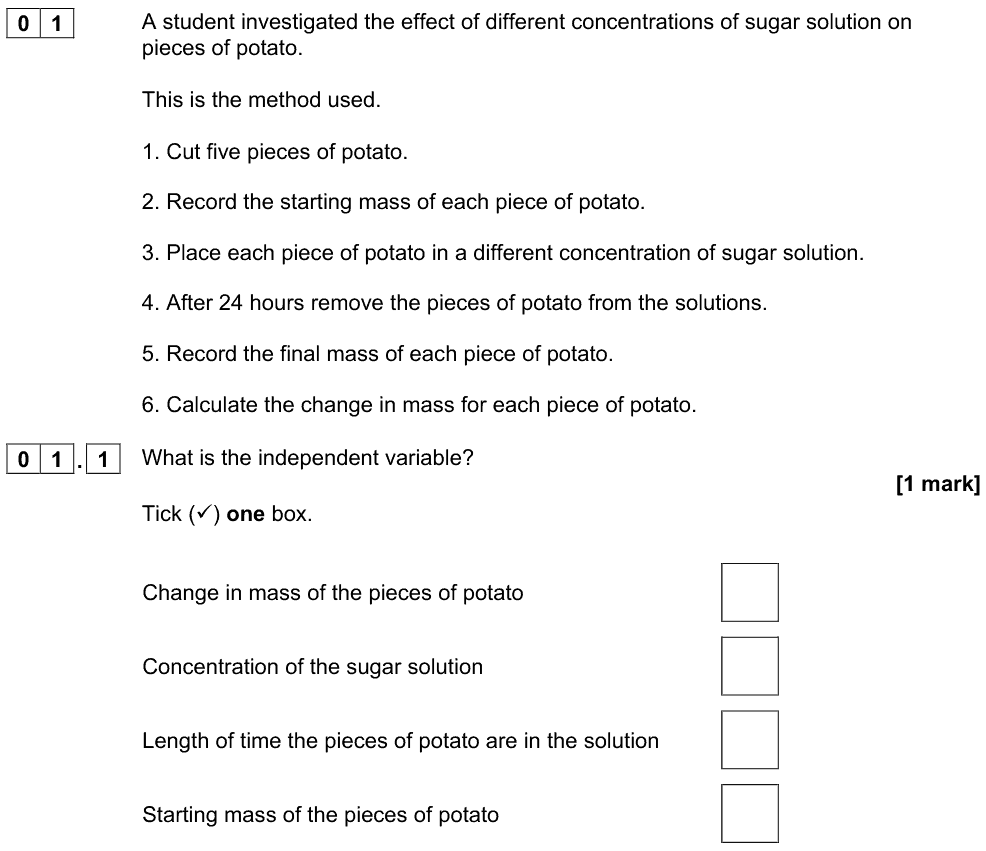 0 1 A student investigated the effect of different concentrations of sugar solution on
pieces of potato.
This is the method used.
1. Cut five pieces of potato.
2. Record the starting mass of each piece of potato.
3. Place each piece of potato in a different concentration of sugar solution.
4. After 24 hours remove the pieces of potato from the solutions.
5. Record the final mass of each piece of potato.
6. Calculate the change in mass for each piece of potato.
0 1 . 1 What is the independent variable?
[1 mark]
Tick (✓) one box.
Change in mass of the pieces of potato
Concentration of the sugar solution
Length of time the pieces of potato are in the solution
Starting mass of the pieces of potato